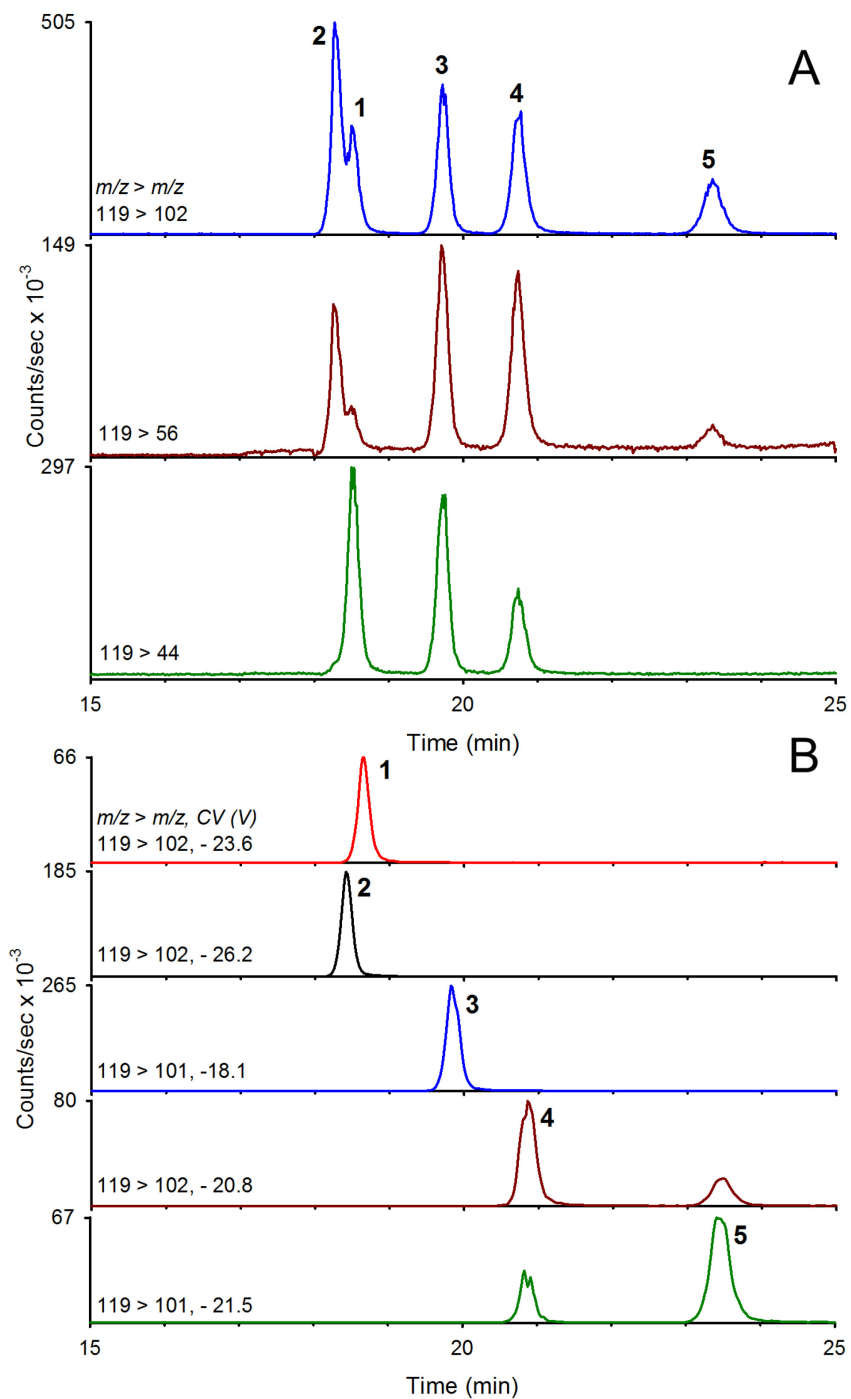 A
505
2
1
3
4
5
m/z > m/z
119 > 102
149
119 > 56
297
119 > 44
Counts/sec x 10⁻³
15 20 25
Time (min)
B
66
1
m/z > m/z, CV (V)
119 > 102, - 23.6
185
2
119 > 102, - 26.2
265
3
119 > 101, -18.1
80
4
119 > 102, - 20.8
67
5
119 > 101, - 21.5
Counts/sec x 10⁻³
15 20 25
Time (min)